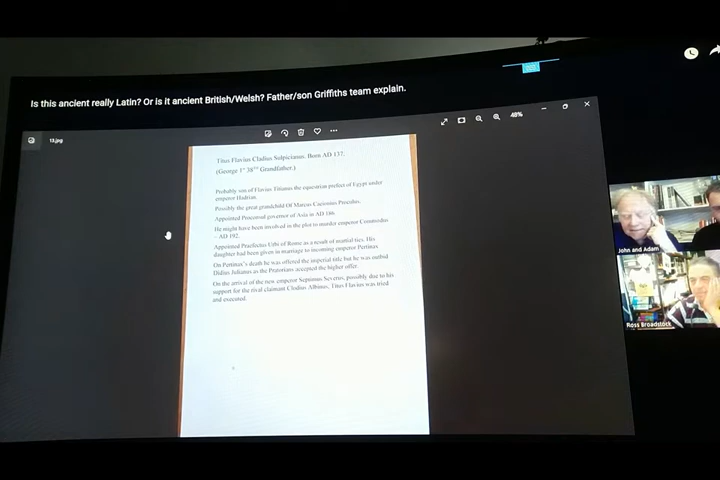 Is this ancient really Latin? Or is it ancient British/Welsh? Father/son Griffiths team explain.
13.jpg
48%
Titus Flavius Cladius Sulpicianus. Born AD 137.
(George 1st 38th Grandfather.)
Probably son of Flavius Titianus the equestrian prefect of Egypt under
emperor Hadrian.
Possibly the great grandchild Of Marcus Cacionius Proculus.
Appointed Proconsul governor of Asia in AD 186.
He might have been involved in the plot to murder emperor Commodus
– AD 192.
Appointed Praefectus Urbi of Rome as a result of martial ties. His
daughter had been given in marriage to incoming emperor Pertinax
On Pertinax's death he was offered the imperial title but he was outbid
Didius Julianus as the Pratorians accepted the higher offer.
On the arrival of the new emperor Septimus Severus, possibly due to his
support for the rival claimant Clodius Albinus, Titus Flavius was tried
and executed.
John and Adam
Ross Broadstock